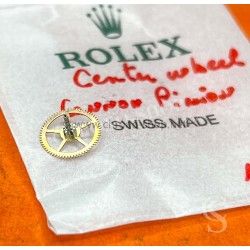 ROLEX
Center wheel
Cannon Pinion
SWISS MADE